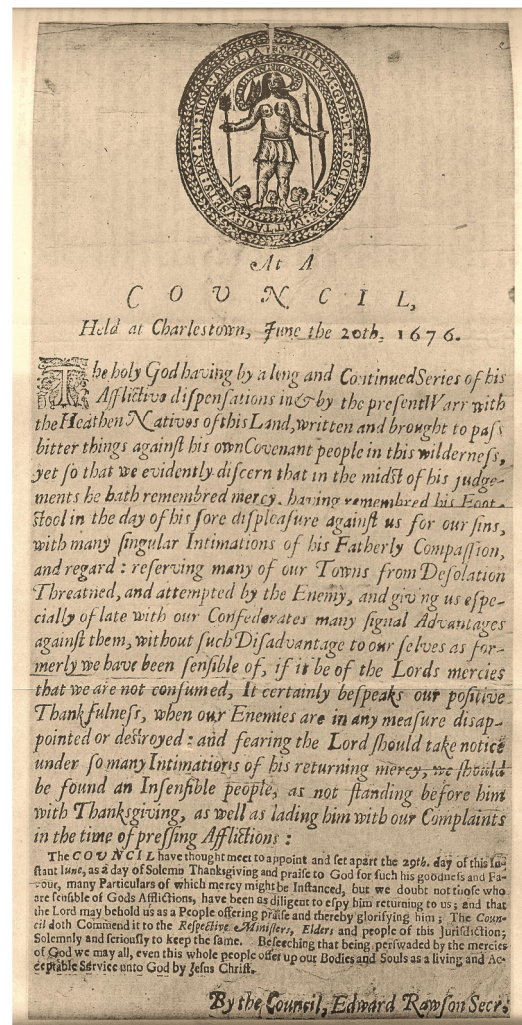 SIGILLUM : GUB : ET : SOCIET : DE : MATTACHUSETS : BAY : IN : NOVA : ANGLIA :
At A
COUNCIL,
Held at Charlestown, June the 20th, 1676.
The holy God having by a long and Continued Series of his
Afflictive dispensations in & by the present Warr with
the Heathen Natives of this Land, written and brought to paſs
bitter things againſt his own Covenant people in this wilderneſs,
yet ſo that we evidently diſcern that in the midſt of his judge-
ments he hath remembred mercy, having remembred his Foot-
ſtool in the day of his ſore diſpleaſure againſt us for our ſins,
with many ſingular Intimations of his Fatherly Compaſſion,
and regard : reſerving many of our Towns from Deſolation
Threatned, and attempted by the Enemy, and giving us eſpe-
cially of late with our Confederates many ſignal Advantages
againſt them, without ſuch Diſadvantage to our ſelves as for-
merly we have been ſenſible of, if it be of the Lords mercies
that we are not conſumed, It certainly beſpeaks our poſitive
Thankfulneſs, when our Enemies are in any meaſure diſap-
pointed or deſtroyed : and fearing the Lord ſhould take notice
under ſo many Intimations of his returning mercy, we ſhould
be found an Inſenſible people, as not ſtanding before him
with Thankſgiving, as well as lading him with our Complaints
in the time of preſſing Afflictions :
The COUNCIL have thought meet to appoint and ſet apart the 29th. day of this In-
ſtant June, as a day of Solemn Thankſgiving and praiſe to God for ſuch his goodneſs and Fa-
vour, many Particulars of which mercy might be Inſtanced, but we doubt not thoſe who
are ſenſible of Gods Afflictions, have been as diligent to eſpy him returning to us ; and that
the Lord may behold us as a People offering praiſe and thereby glorifying him ; The Coun-
cil doth Commend it to the Reſpective Miniſters, Elders and people of this Jurisdiction;
Solemnly and ſeriouſly to keep the ſame. Beſeeching that being perſwaded by the mercies
of God we may all, even this whole people offer up our Bodies and Souls as a living and Ac-
ceptable Service unto God by Jeſus Chriſt.
By the Council, Edward Rawſon Secr.